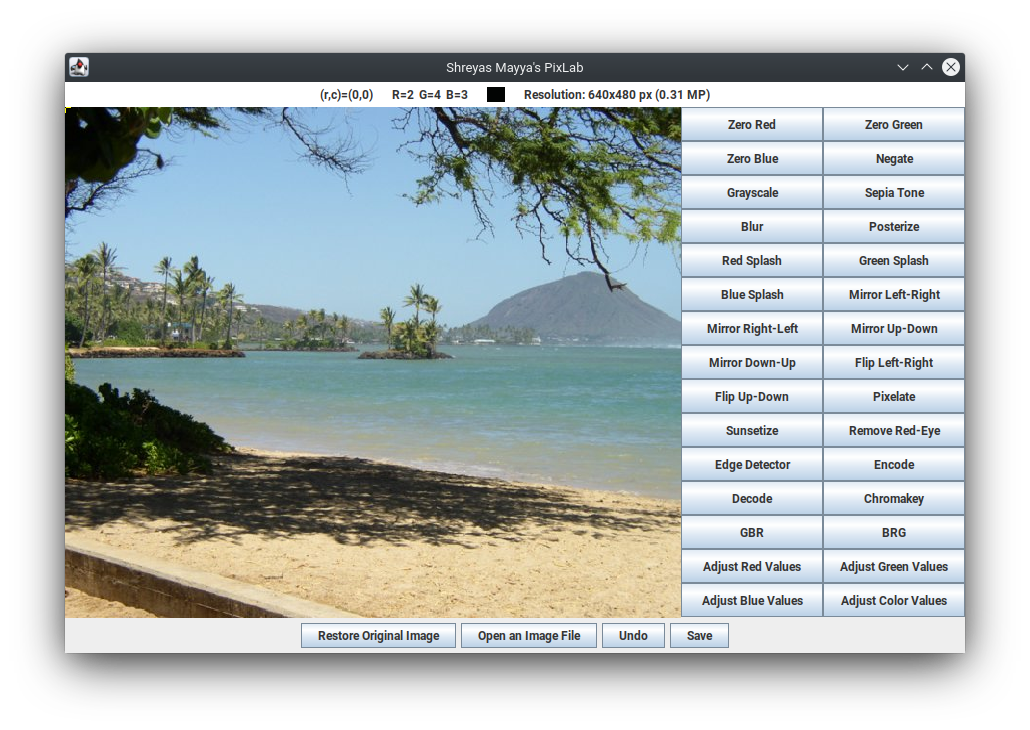 Shreyas Mayya's PixLab
(r,c)=(0,0) R=2 G=4 B=3 Resolution: 640x480 px (0.31 MP)
Zero Red Zero Green
Zero Blue Negate
Grayscale Sepia Tone
Blur Posterize
Red Splash Green Splash
Blue Splash Mirror Left-Right
Mirror Right-Left Mirror Up-Down
Mirror Down-Up Flip Left-Right
Flip Up-Down Pixelate
Sunsetize Remove Red-Eye
Edge Detector Encode
Decode Chromakey
GBR BRG
Adjust Red Values Adjust Green Values
Adjust Blue Values Adjust Color Values
Restore Original Image Open an Image File Undo Save